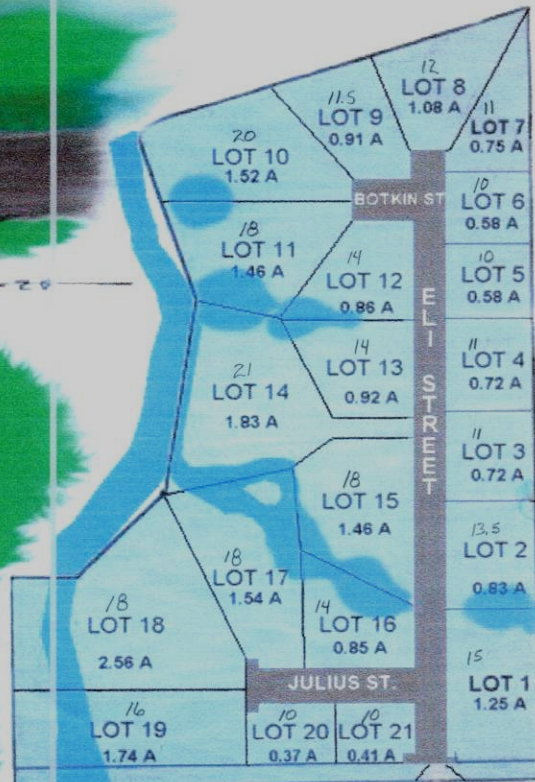 12
LOT 8
1.08 A
11.5
LOT 9
0.91 A
11
LOT 7
0.75 A
20
LOT 10
1.52 A
BOTKIN ST
10
LOT 6
0.58 A
18
LOT 11
1.46 A
14
LOT 12
0.86 A
10
LOT 5
0.58 A
ELI STREET
14
LOT 13
0.92 A
11
LOT 4
0.72 A
21
LOT 14
1.83 A
11
LOT 3
0.72 A
18
LOT 15
1.46 A
13.5
LOT 2
0.83 A
18
LOT 17
1.54 A
18
LOT 18
2.56 A
14
LOT 16
0.85 A
15
LOT 1
1.25 A
JULIUS ST.
16
LOT 19
1.74 A
10
LOT 20
0.37 A
10
LOT 21
0.41 A